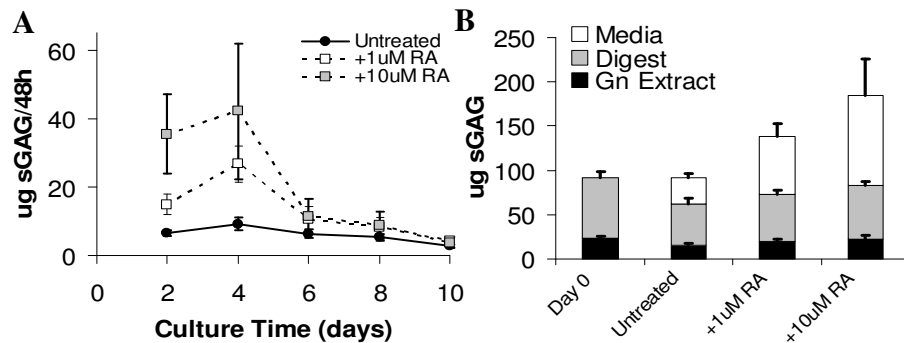 A
ug sGAG/48h
60
40
20
0
Untreated
+1uM RA
+10uM RA
0 2 4 6 8 10
Culture Time (days)
B
ug sGAG
250
200
150
100
50
0
Media
Digest
Gn Extract
Day 0
Untreated
+1uM RA
+10uM RA